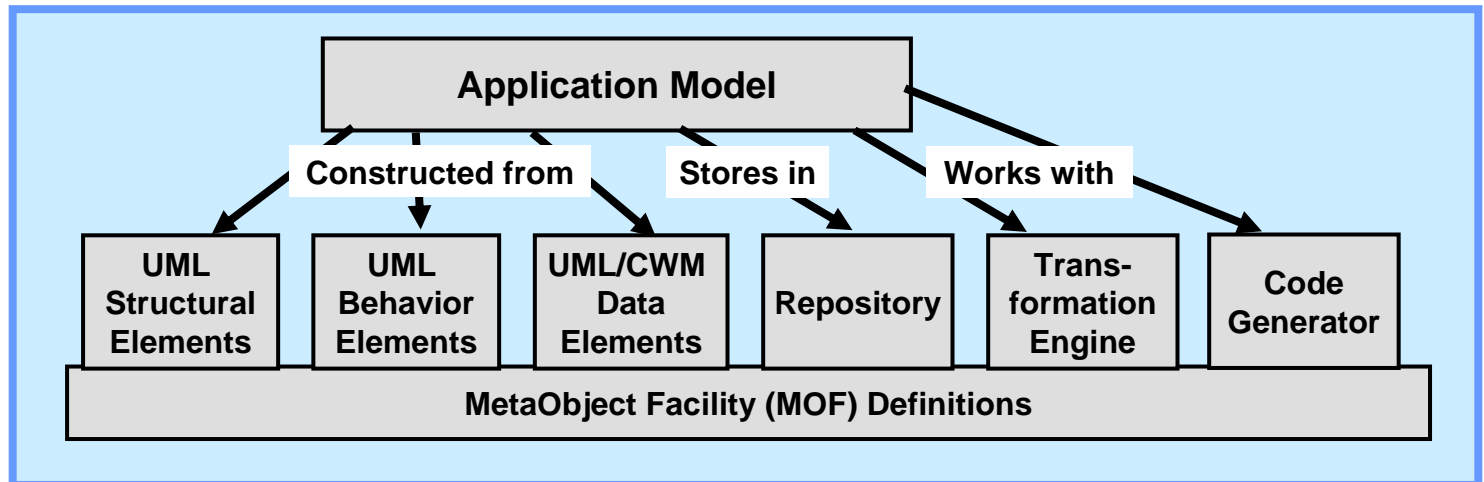 Application Model
Constructed from
Stores in
Works with
UML
Structural
Elements
UML
Behavior
Elements
UML/CWM
Data
Elements
Repository
Trans-
formation
Engine
Code
Generator
MetaObject Facility (MOF) Definitions